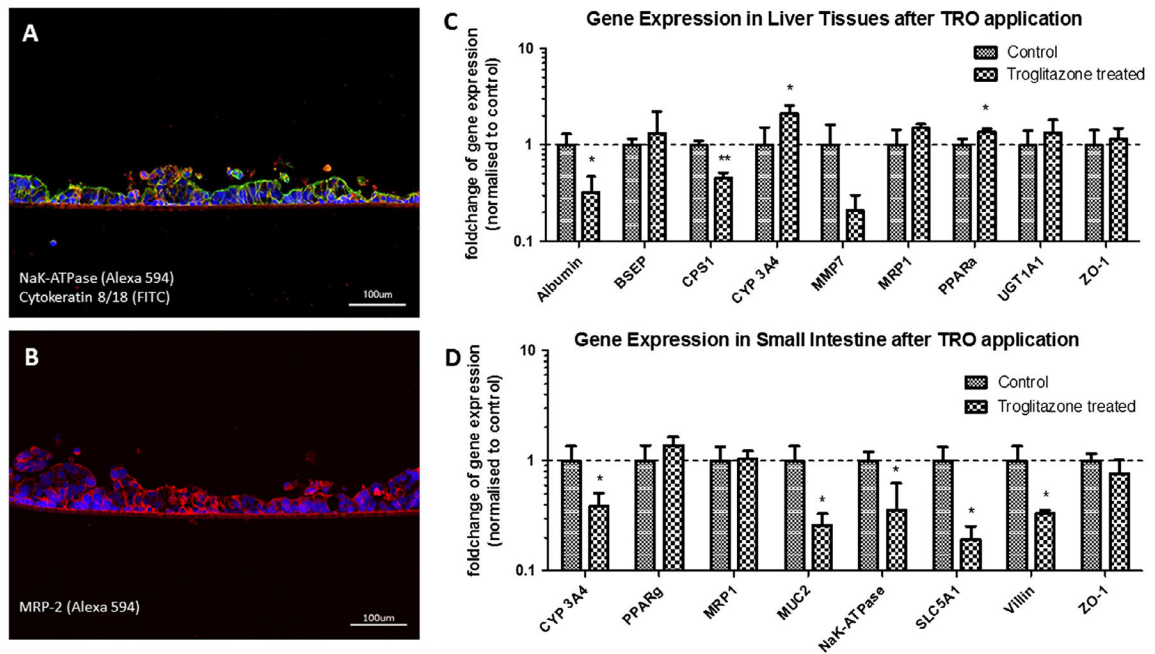 A
NaK-ATPase (Alexa 594)
Cytokeratin 8/18 (FITC)
100um
B
MRP-2 (Alexa 594)
100um
C
Gene Expression in Liver Tissues after TRO application
foldchange of gene expression
(normalised to control)
10
1
0.1
Control
Troglitazone treated
*
**
*
*
Albumin
BSEP
CPS1
CYP 3A4
MMP7
MRP1
PPARa
UGT1A1
ZO-1
D
Gene Expression in Small Intestine after TRO application
foldchange of gene expression
(normalised to control)
10
1
0.1
Control
Troglitazone treated
*
*
*
*
*
CYP 3A4
PPARg
MRP1
MUC2
NaK-ATPase
SLC5A1
Villin
ZO-1